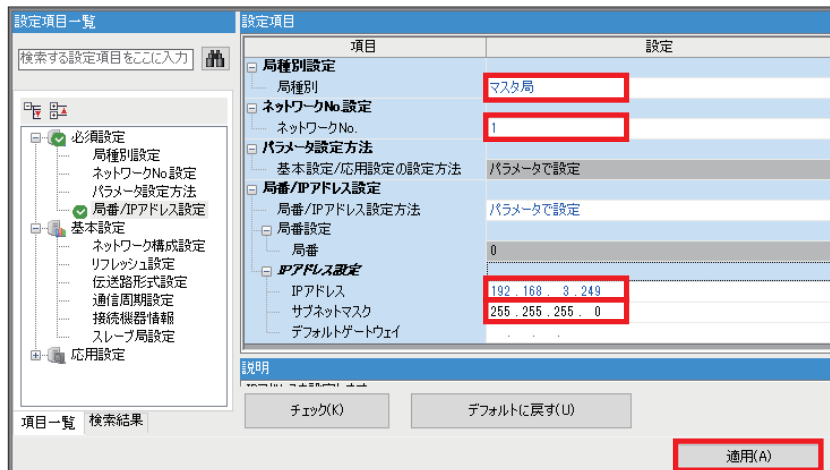 設定項目一覧
検索する設定項目をここに入力
必須設定
局種別設定
ネットワークNo設定
パラメータ設定方法
局番/IPアドレス設定
基本設定
ネットワーク構成設定
リフレッシュ設定
伝送路形式設定
通信周期設定
接続機器情報
スレーブ局設定
応用設定
項目一覧 検索結果
設定項目
項目 設定
局種別設定
局種別 マスタ局
ネットワークNo.設定
ネットワークNo. 1
パラメータ設定方法
基本設定/応用設定の設定方法 パラメータで設定
局番/IPアドレス設定
局番/IPアドレス設定方法 パラメータで設定
局番設定
局番 0
IPアドレス設定
IPアドレス 192 . 168 . 3 . 249
サブネットマスク 255 . 255 . 255 . 0
デフォルトゲートウェイ . . .
説明
チェック(K) デフォルトに戻す(U)
適用(A)